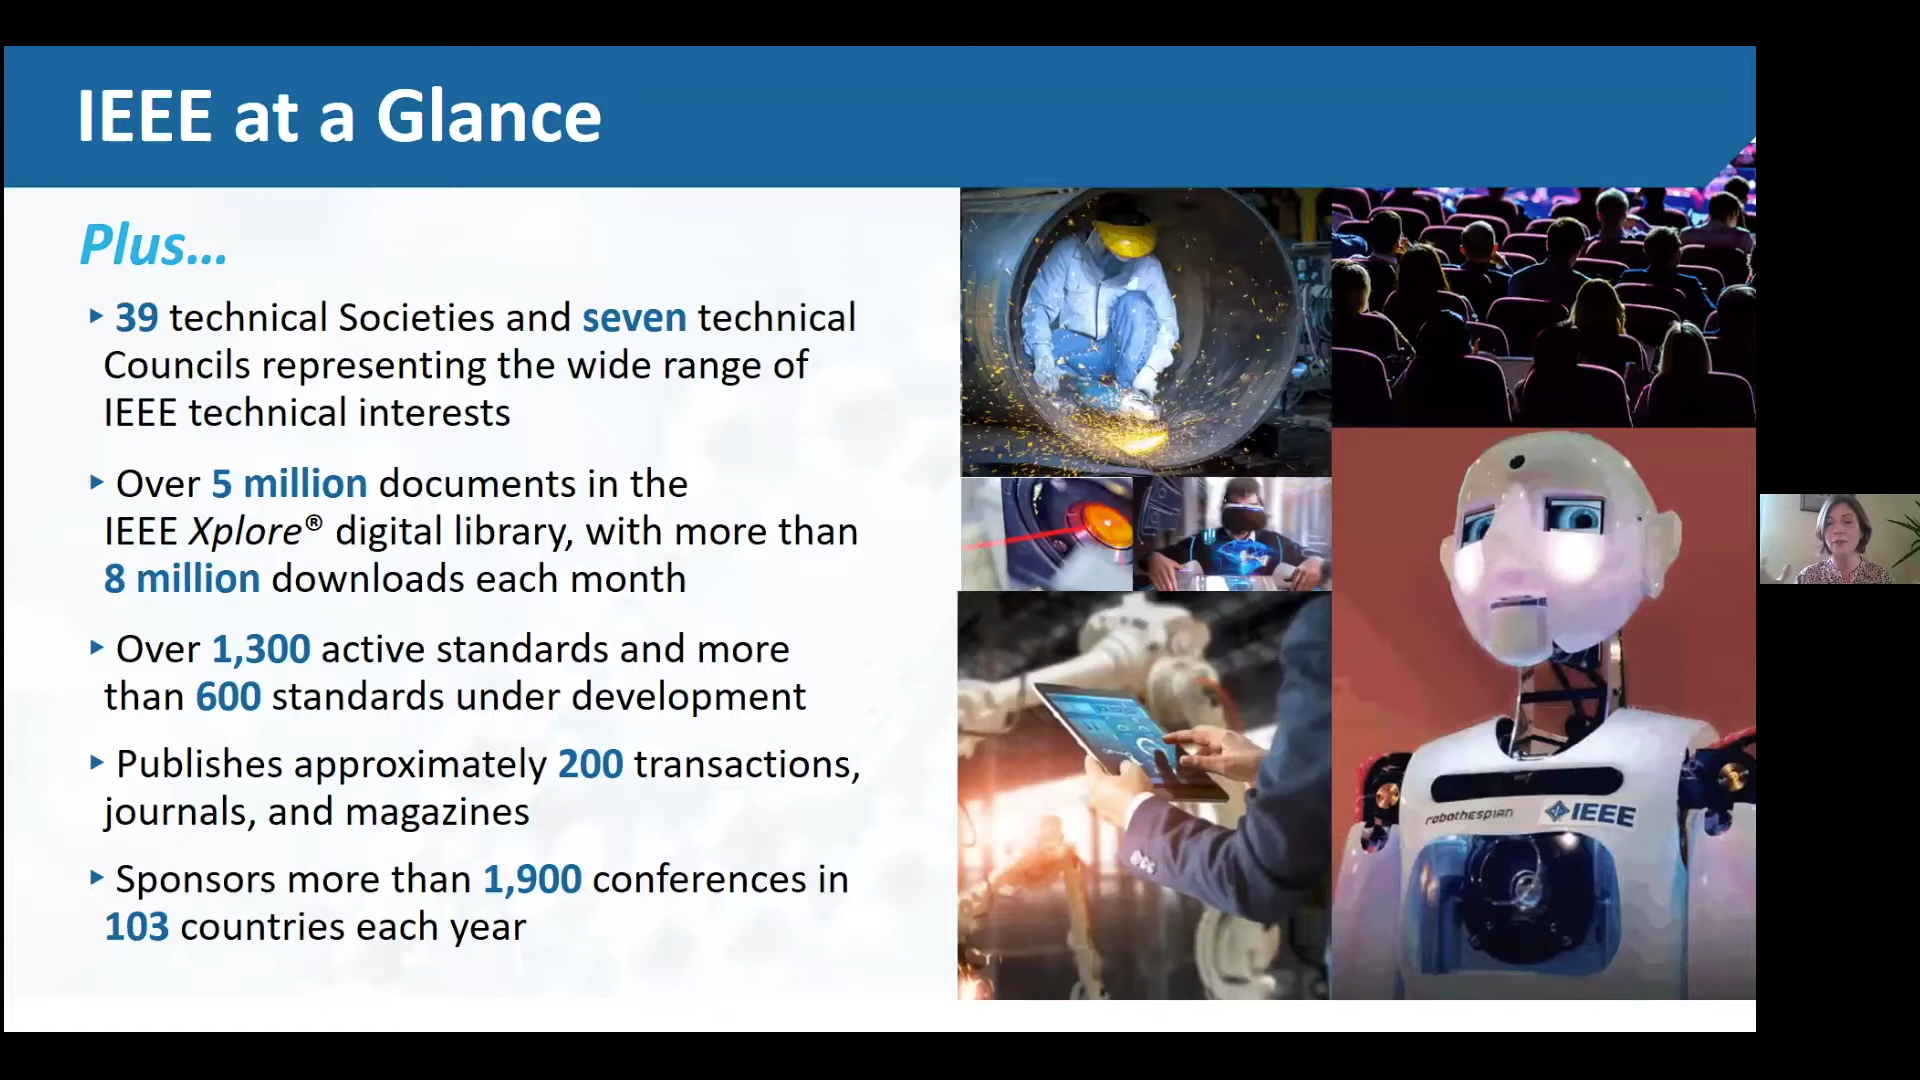 IEEE at a Glance
Plus...
‣ 39 technical Societies and seven technical
Councils representing the wide range of
IEEE technical interests
‣ Over 5 million documents in the
IEEE Xplore® digital library, with more than
8 million downloads each month
‣ Over 1,300 active standards and more
than 600 standards under development
‣ Publishes approximately 200 transactions,
journals, and magazines
‣ Sponsors more than 1,900 conferences in
103 countries each year
robothespian IEEE